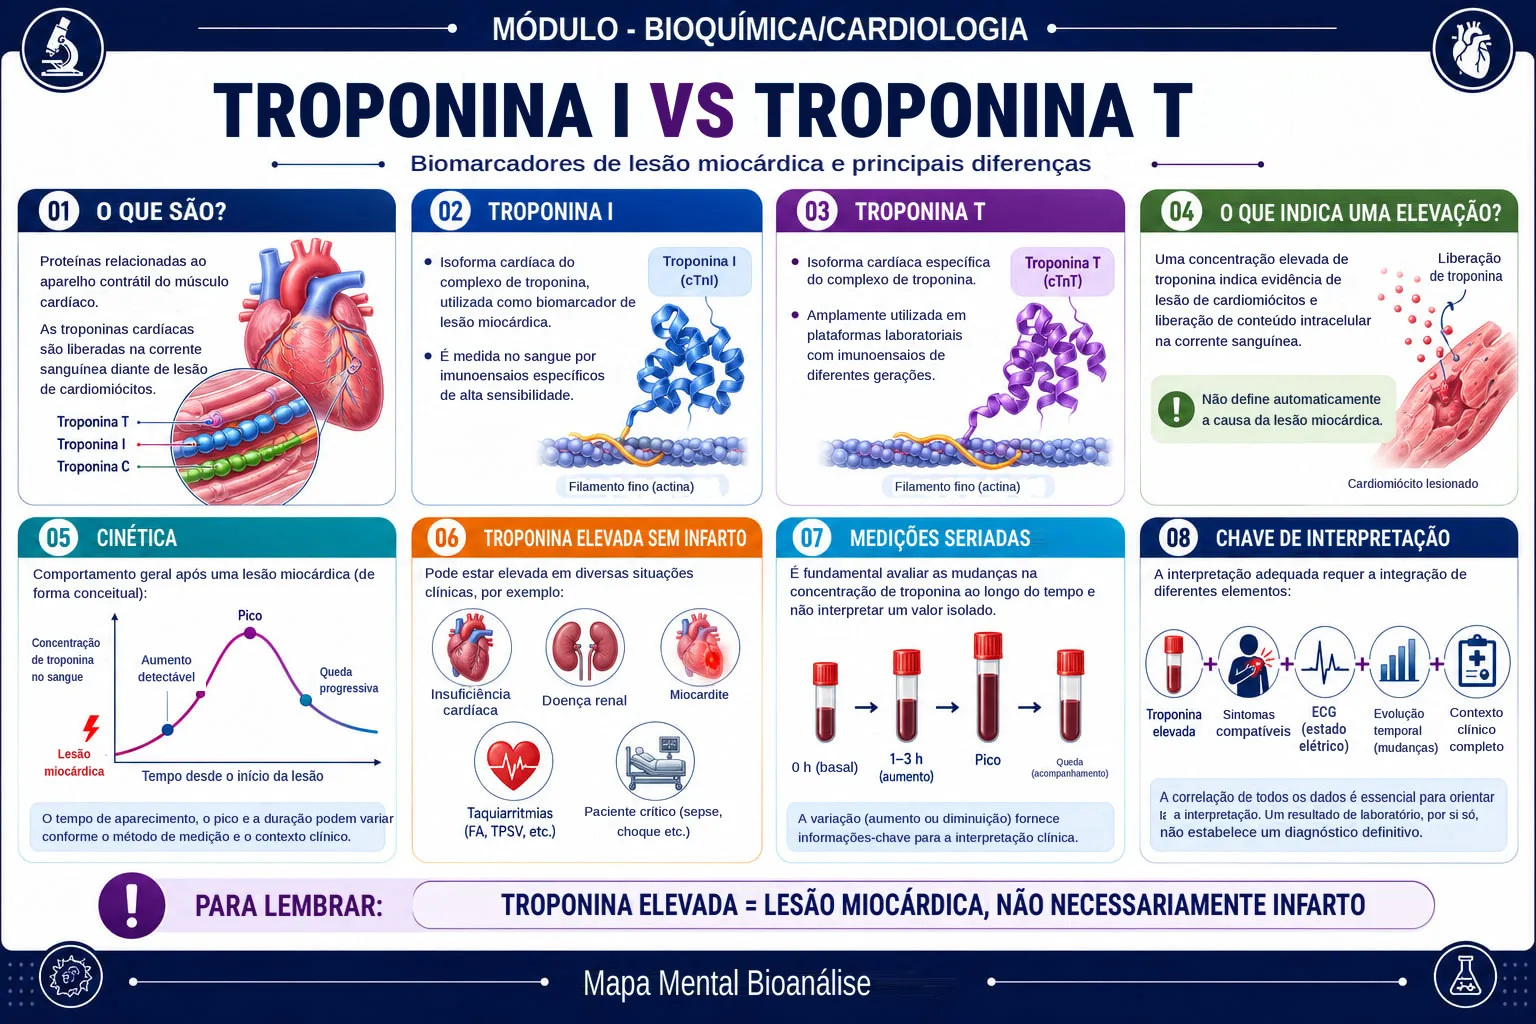 MÓDULO - BIOQUÍMICA/CARDIOLOGIA
TROPONINA I VS TROPONINA T
Biomarcadores de lesão miocárdica e principais diferenças
01 O QUE SÃO?
Proteínas relacionadas ao
aparelho contrátil do músculo
cardíaco.
As troponinas cardíacas
são liberadas na corrente
sanguínea diante de lesão
de cardiomiócitos.
Troponina T
Troponina I
Troponina C
02 TROPONINA I
Isoforma cardíaca do
complexo de troponina,
utilizada como biomarcador de
lesão miocárdica.
É medida no sangue por
imunoensaios específicos
de alta sensibilidade.
Troponina I
(cTnI)
Filamento fino (actina)
03 TROPONINA T
Isoforma cardíaca específica
do complexo de troponina.
Amplamente utilizada em
plataformas laboratoriais
com imunoensaios de
diferentes gerações.
Troponina T
(cTnT)
Filamento fino (actina)
04 O QUE INDICA UMA ELEVAÇÃO?
Uma concentração elevada de
troponina indica evidência de
lesão de cardiomiócitos e
liberação de conteúdo intracelular
na corrente sanguínea.
Liberação
de troponina
! Não define automaticamente
a causa da lesão miocárdica.
Cardiomiócito lesionado
05 CINÉTICA
Comportamento geral após uma lesão miocárdica (de
forma conceitual):
Concentração
de troponina
no sangue
Pico
Aumento
detectável
Queda
progressiva
Lesão
miocárdica
Tempo desde o início da lesão
O tempo de aparecimento, o pico e a duração podem variar
conforme o método de medição e o contexto clínico.
06 TROPONINA ELEVADA SEM INFARTO
Pode estar elevada em diversas situações
clínicas, por exemplo:
Insuficiência
cardíaca
Doença renal
Miocardite
Taquiarritmias
(FA, TPSV, etc.)
Paciente crítico (sepse,
choque etc.)
07 MEDIÇÕES SERIADAS
É fundamental avaliar as mudanças na
concentração de troponina ao longo do tempo e
não interpretar um valor isolado.
0 h (basal)
1–3 h
(aumento)
Pico
Queda
(acompanhamento)
A variação (aumento ou diminuição) fornece
informações-chave para a interpretação clínica.
08 CHAVE DE INTERPRETAÇÃO
A interpretação adequada requer a integração de
diferentes elementos:
+ + + +
Troponina
elevada
Sintomas
compatíveis
ECG
(estado
elétrico)
Evolução
temporal
(mudanças)
Contexto
clínico
completo
A correlação de todos os dados é essencial para orientar
a interpretação. Um resultado de laboratório, por si só,
não estabelece um diagnóstico definitivo.
! PARA LEMBRAR:
TROPONINA ELEVADA = LESÃO MIOCÁRDICA, NÃO NECESSARIAMENTE INFARTO
Mapa Mental Bioanálise